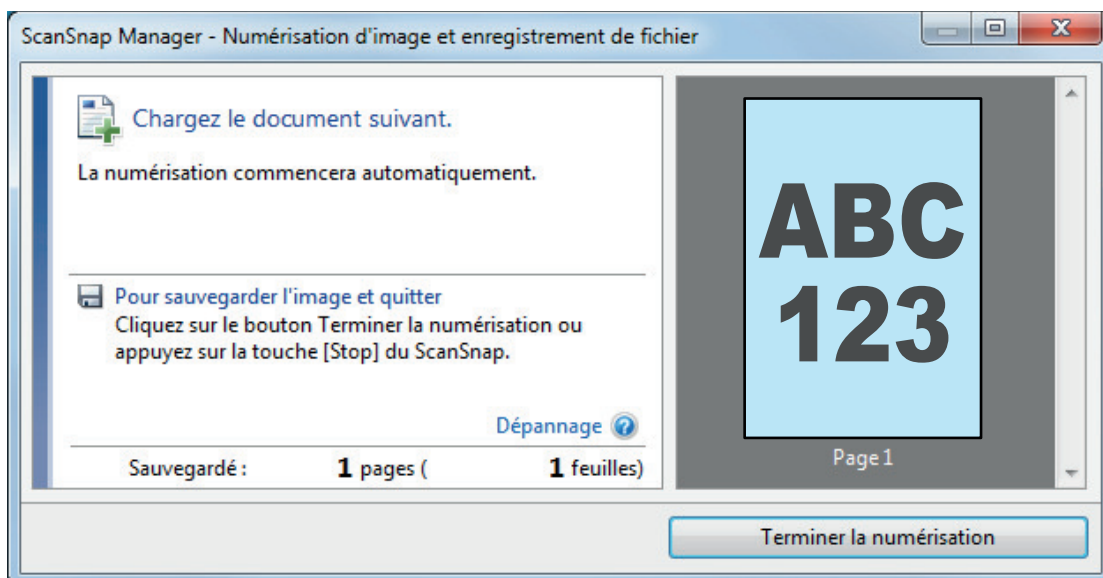 ScanSnap Manager - Numérisation d'image et enregistrement de fichier
Chargez le document suivant.
La numérisation commencera automatiquement.
Pour sauvegarder l'image et quitter
Cliquez sur le bouton Terminer la numérisation ou
appuyez sur la touche [Stop] du ScanSnap.
Dépannage
Sauvegardé : 1 pages ( 1 feuilles)
ABC
123
Page 1
Terminer la numérisation